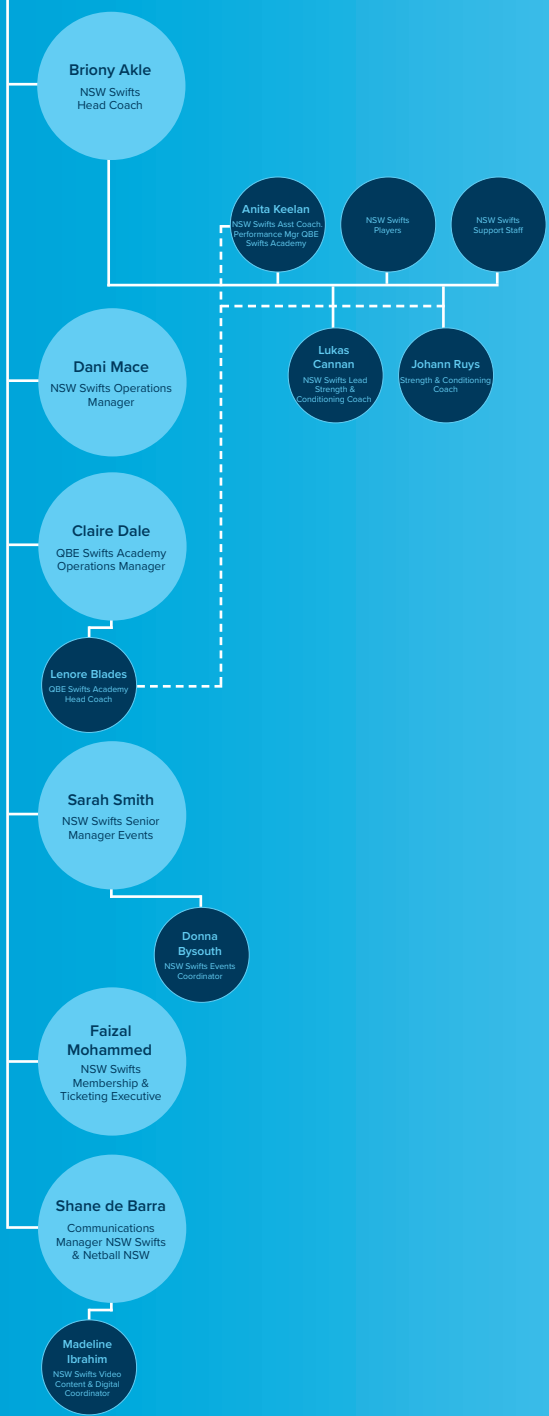 Briony Akle
NSW Swifts
Head Coach
Anita Keelan
NSW Swifts Asst Coach.
Performance Mgr QBE
Swifts Academy
NSW Swifts
Players
NSW Swifts
Support Staff
Lukas
Cannan
NSW Swifts Lead
Strength &
Conditioning Coach
Johann Ruys
Strength & Conditioning
Coach
Dani Mace
NSW Swifts Operations
Manager
Claire Dale
QBE Swifts Academy
Operations Manager
Lenore Blades
QBE Swifts Academy
Head Coach
Sarah Smith
NSW Swifts Senior
Manager Events
Donna
Bysouth
NSW Swifts Events
Coordinator
Faizal
Mohammed
NSW Swifts
Membership &
Ticketing Executive
Shane de Barra
Communications
Manager NSW Swifts
& Netball NSW
Madeline
Ibrahim
NSW Swifts Video
Content & Digital
Coordinator